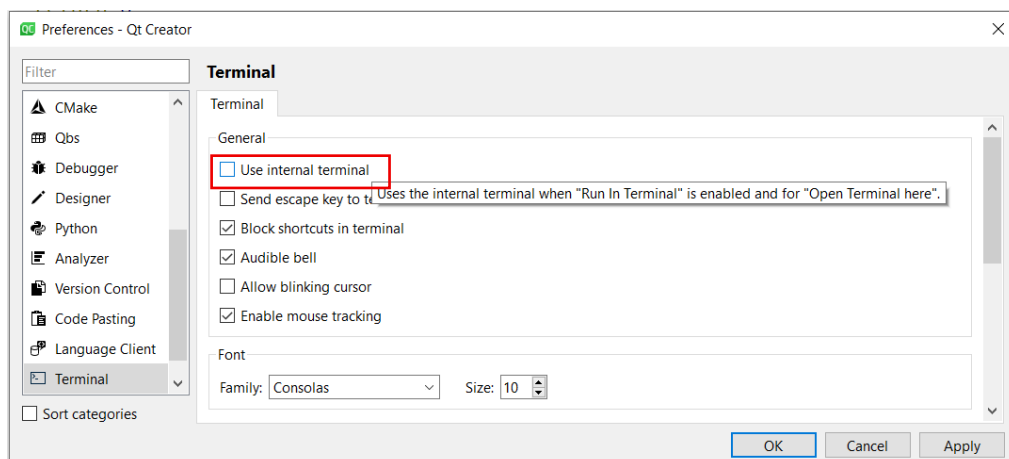 Preferences - Qt Creator
Filter
CMake
Qbs
Debugger
Designer
Python
Analyzer
Version Control
Code Pasting
Language Client
Terminal
Sort categories
Terminal
Terminal
General
Use internal terminal
Uses the internal terminal when "Run In Terminal" is enabled and for "Open Terminal here".
Send escape key to
Block shortcuts in terminal
Audible bell
Allow blinking cursor
Enable mouse tracking
Font
Family: Consolas Size: 10
OK Cancel Apply